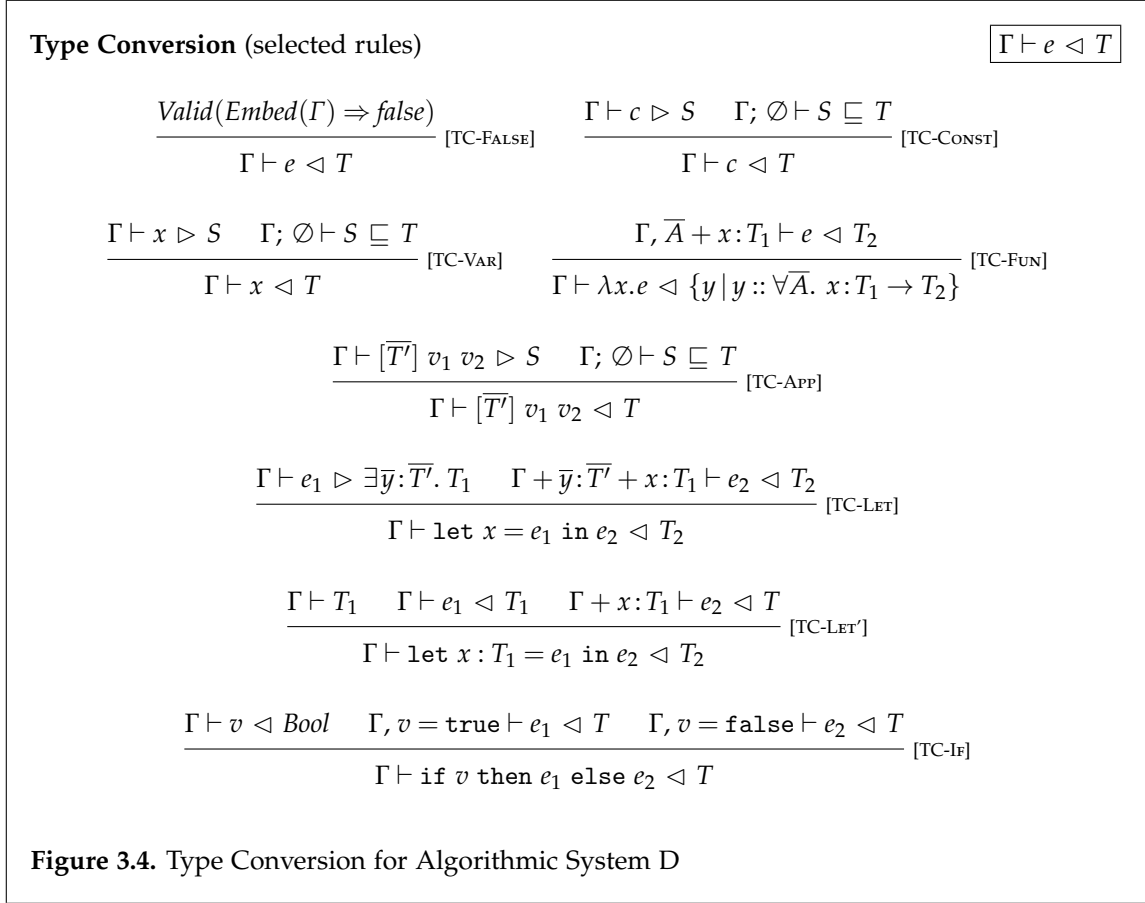 Type Conversion (selected rules) Γ ⊢ e ◁ T
Valid(Embed(Γ) ⇒ false) Γ ⊢ c ▷ S Γ; ∅ ⊢ S ⊑ T
[TC-False] [TC-Const]
Γ ⊢ e ◁ T Γ ⊢ c ◁ T
Γ ⊢ x ▷ S Γ; ∅ ⊢ S ⊑ T Γ, A̅ + x : T₁ ⊢ e ◁ T₂
[TC-Var] [TC-Fun]
Γ ⊢ x ◁ T Γ ⊢ λx.e ◁ {y | y :: ∀A̅. x : T₁ → T₂}
Γ ⊢ [T̅′] v₁ v₂ ▷ S Γ; ∅ ⊢ S ⊑ T
[TC-App]
Γ ⊢ [T̅′] v₁ v₂ ◁ T
Γ ⊢ e₁ ▷ ∃y̅ : T̅′. T₁ Γ + y̅ : T̅′ + x : T₁ ⊢ e₂ ◁ T₂
[TC-Let]
Γ ⊢ let x = e₁ in e₂ ◁ T₂
Γ ⊢ T₁ Γ ⊢ e₁ ◁ T₁ Γ + x : T₁ ⊢ e₂ ◁ T
[TC-Let′]
Γ ⊢ let x : T₁ = e₁ in e₂ ◁ T₂
Γ ⊢ v ◁ Bool Γ, v = true ⊢ e₁ ◁ T Γ, v = false ⊢ e₂ ◁ T
[TC-If]
Γ ⊢ if v then e₁ else e₂ ◁ T
Figure 3.4. Type Conversion for Algorithmic System D